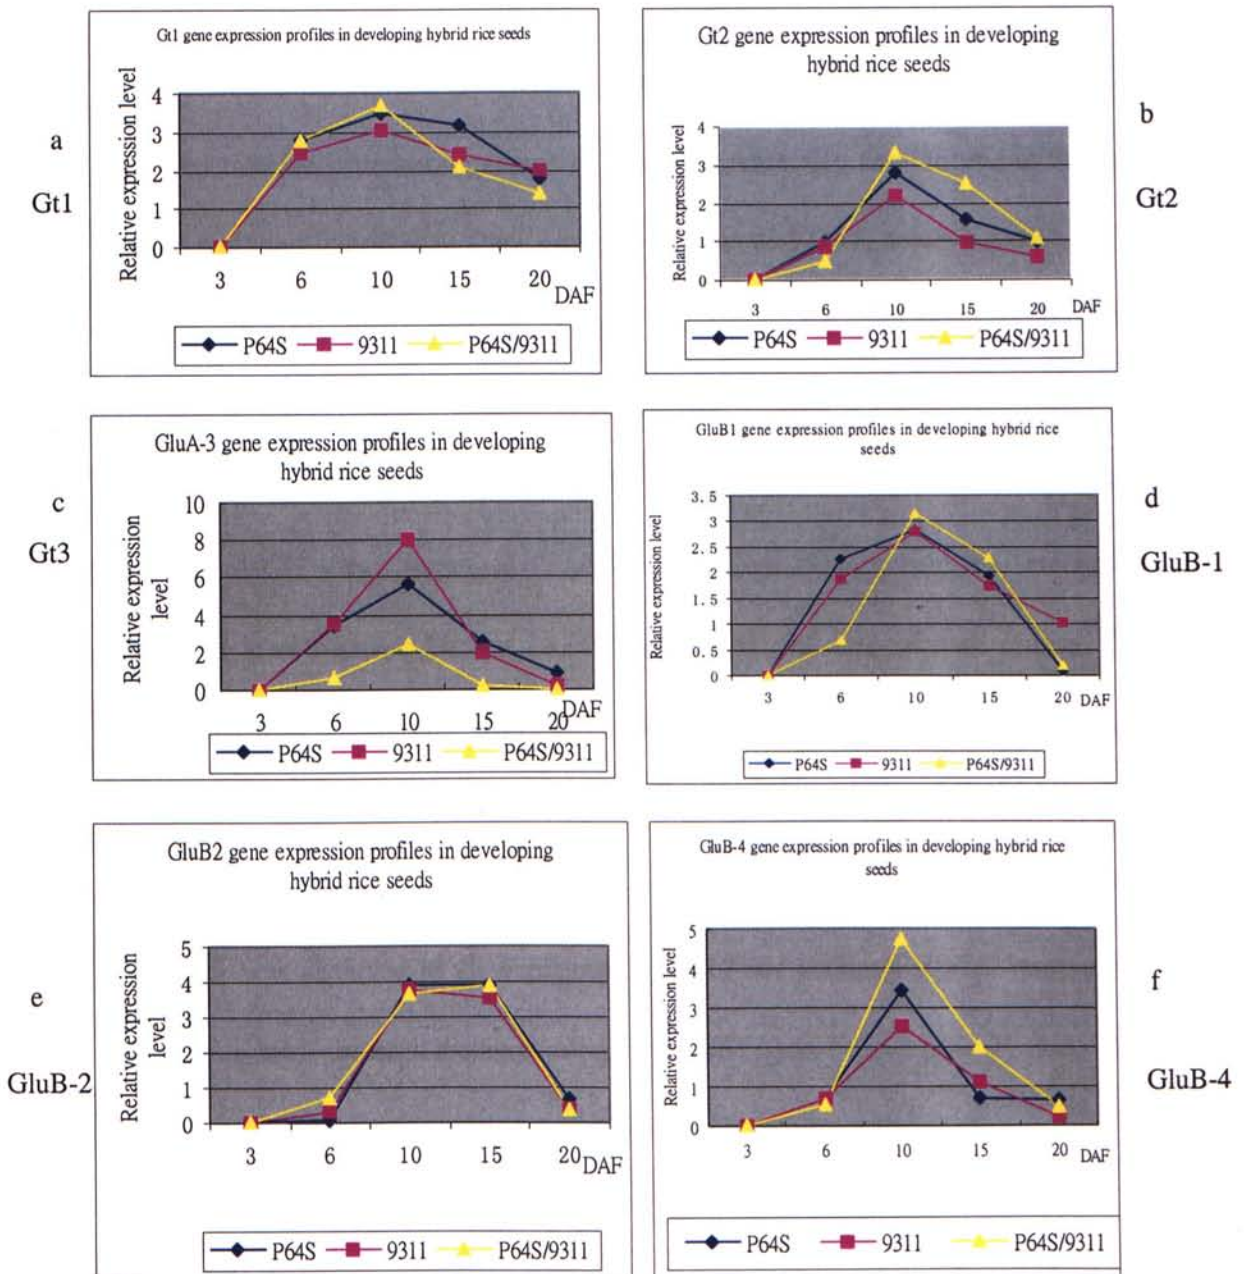 a
Gt1
Gt1 gene expression profiles in developing hybrid rice seeds
Relative expression level
4
3
2
1
0
3 6 10 15 20 DAF
P64S 9311 P64S/9311
b
Gt2
Gt2 gene expression profiles in developing
hybrid rice seeds
Relative expression level
4
3
2
1
0
3 6 10 15 20 DAF
P64S 9311 P64S/9311
c
Gt3
GluA-3 gene expression profiles in developing
hybrid rice seeds
Relative expression
level
10
8
6
4
2
0
3 6 10 15 20 DAF
P64S 9311 P64S/9311
d
GluB-1
GluB1 gene expression profiles in developing hybrid rice
seeds
Relative expression level
3.5
3
2.5
2
1.5
1
0.5
0
3 6 10 15 20
P64S 9311 P64S/9311
e
GluB-2
GluB2 gene expression profiles in developing
hybrid rice seeds
Relative expression
level
5
4
3
2
1
0
3 6 10 15 20 DAF
P64S 9311 P64S/9311
f
GluB-4
GluB-4 gene expression profiles in developing hybrid rice
seeds
Relative expression level
5
4
3
2
1
0
3 6 10 15 20 DAF
P64S 9311 P64S/9311